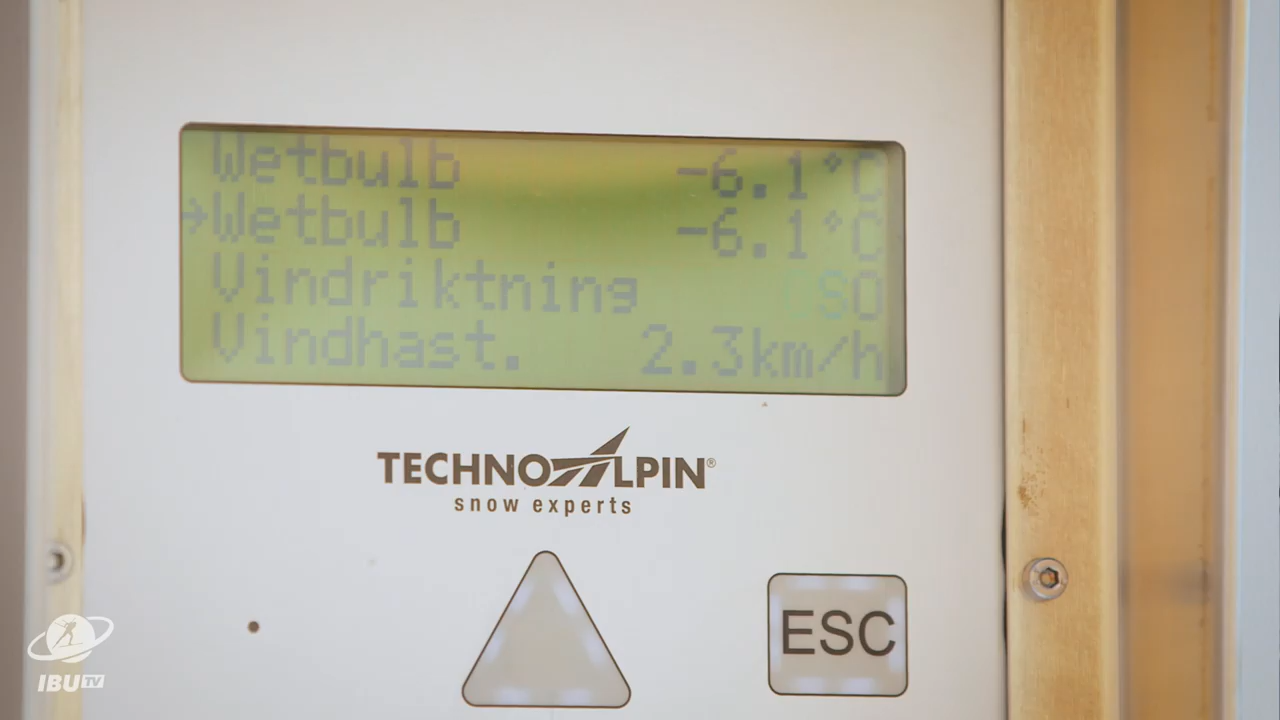 Wetbulb -6.1°C
→Wetbulb -6.1°C
Vindriktning OSO
Vindhast. 2.3km/h
TECHNOALPIN®
snow experts
ESC
IBU TV